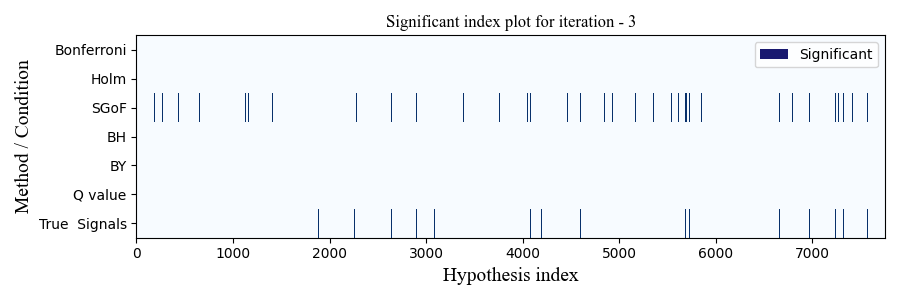 Significant index plot for iteration - 3
Significant
Method / Condition
Bonferroni
Holm
SGoF
BH
BY
Q value
True  Signals
0 1000 2000 3000 4000 5000 6000 7000
Hypothesis index